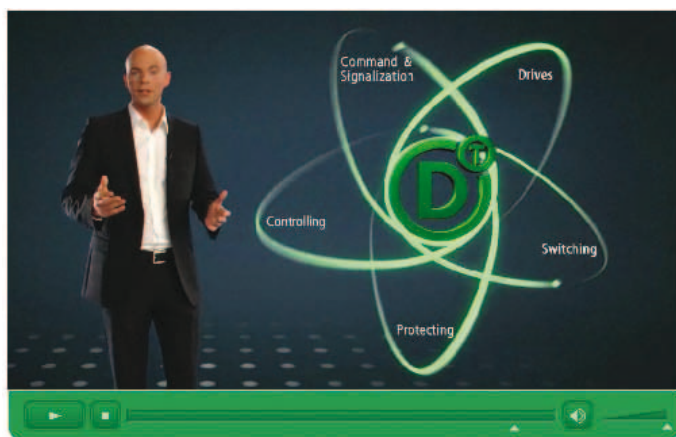 Command &
Signalization
Drives
D
T
Controlling
Switching
Protecting